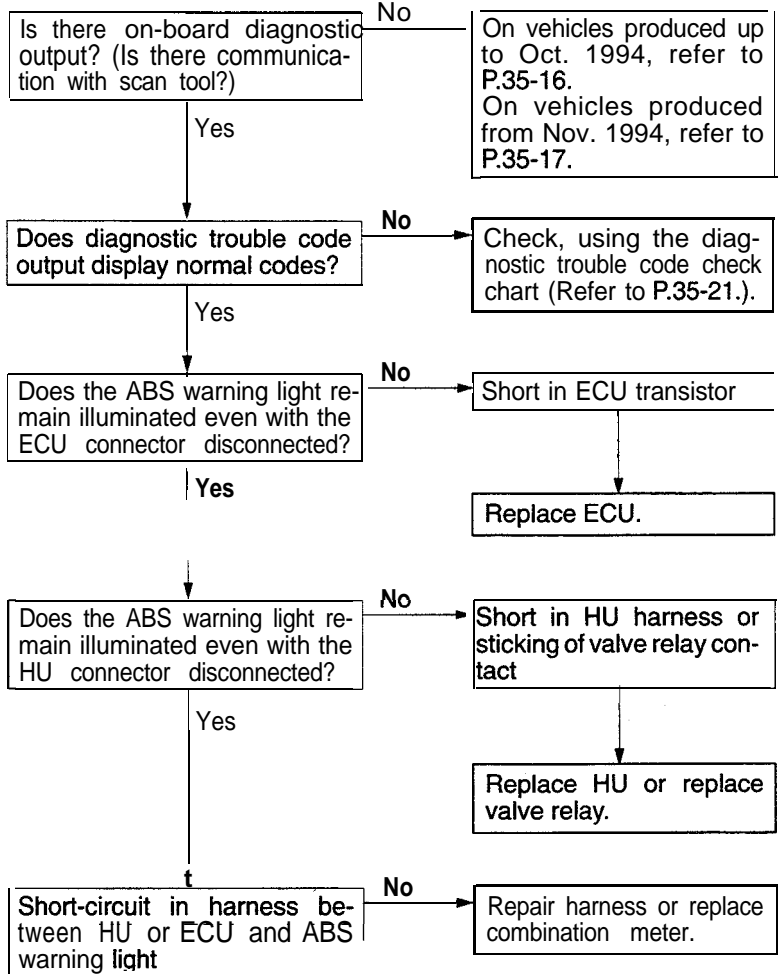 Is there on-board diagnostic
output? (Is there communica-
tion with scan tool?)
No
On vehicles produced up
to Oct. 1994, refer to
P.35-16.
On vehicles produced
from Nov. 1994, refer to
P.35-17.
Yes
Does diagnostic trouble code
output display normal codes?
No
Check, using the diag-
nostic trouble code check
chart (Refer to P.35-21.).
Yes
Does the ABS warning light re-
main illuminated even with the
ECU connector disconnected?
No
Short in ECU transistor
Yes
Replace ECU.
Does the ABS warning light re-
main illuminated even with the
HU connector disconnected?
No
Short in HU harness or
sticking of valve relay con-
tact
Yes
Replace HU or replace
valve relay.
t
Short-circuit in harness be-
tween HU or ECU and ABS
warning light
No
Repair harness or replace
combination meter.